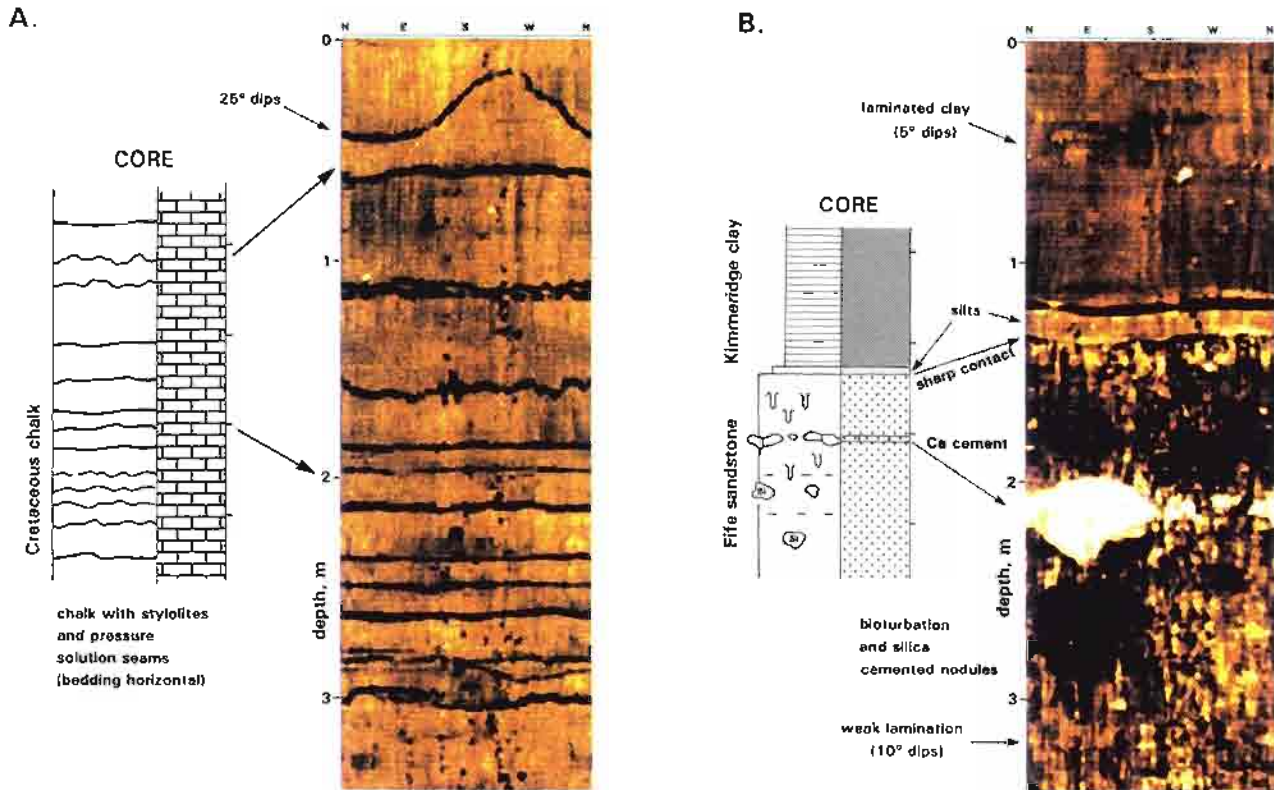 A.
N E S W N
0
25° dips
CORE
1
Cretaceous chalk
2
depth, m
chalk with stylolites
and pressure
solution seams
(bedding horizontal)
3
B.
N E S W N
0
laminated clay
(5° dips)
CORE
Kimmeridge clay
1
silts
sharp contact
Ca cement
Fife sandstone
Si
Si
2
depth, m
bioturbation
and silica
cemented nodules
3
weak lamination
(10° dips)